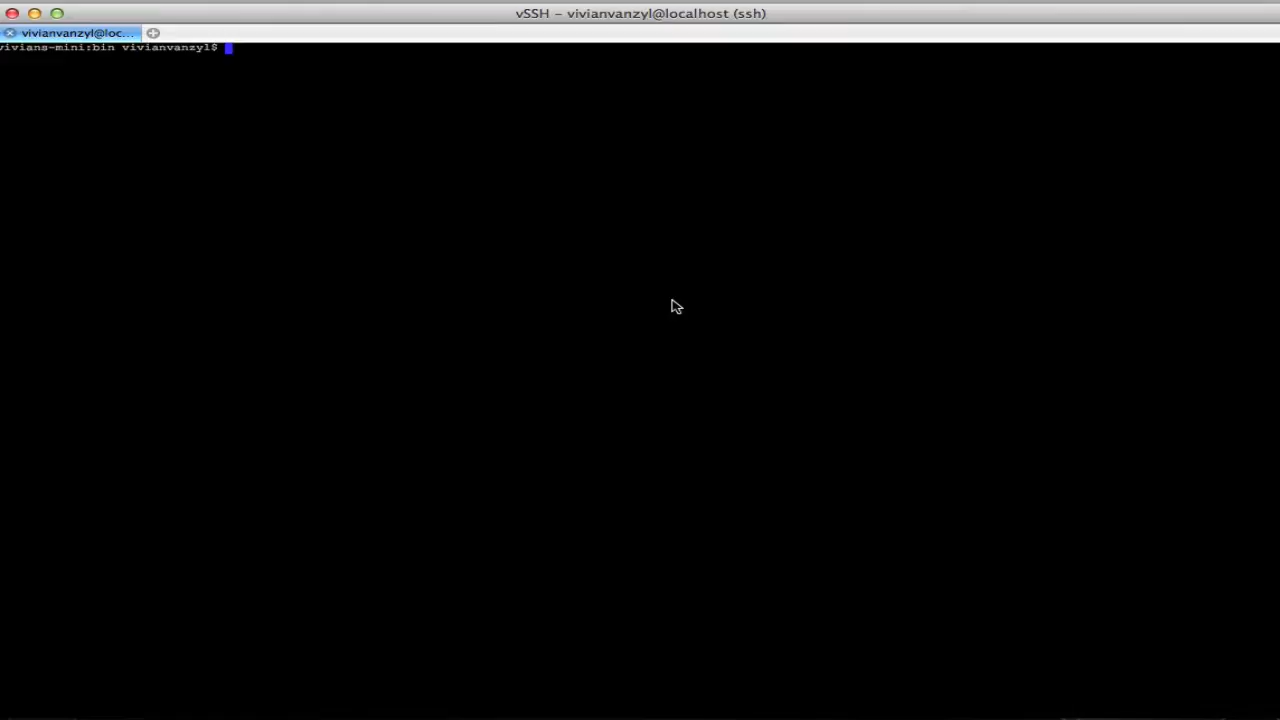 vSSH – vivianvanzyl@localhost (ssh)
vivianvanzyl@loc...
vivians-mini:bin vivianvanzyl$